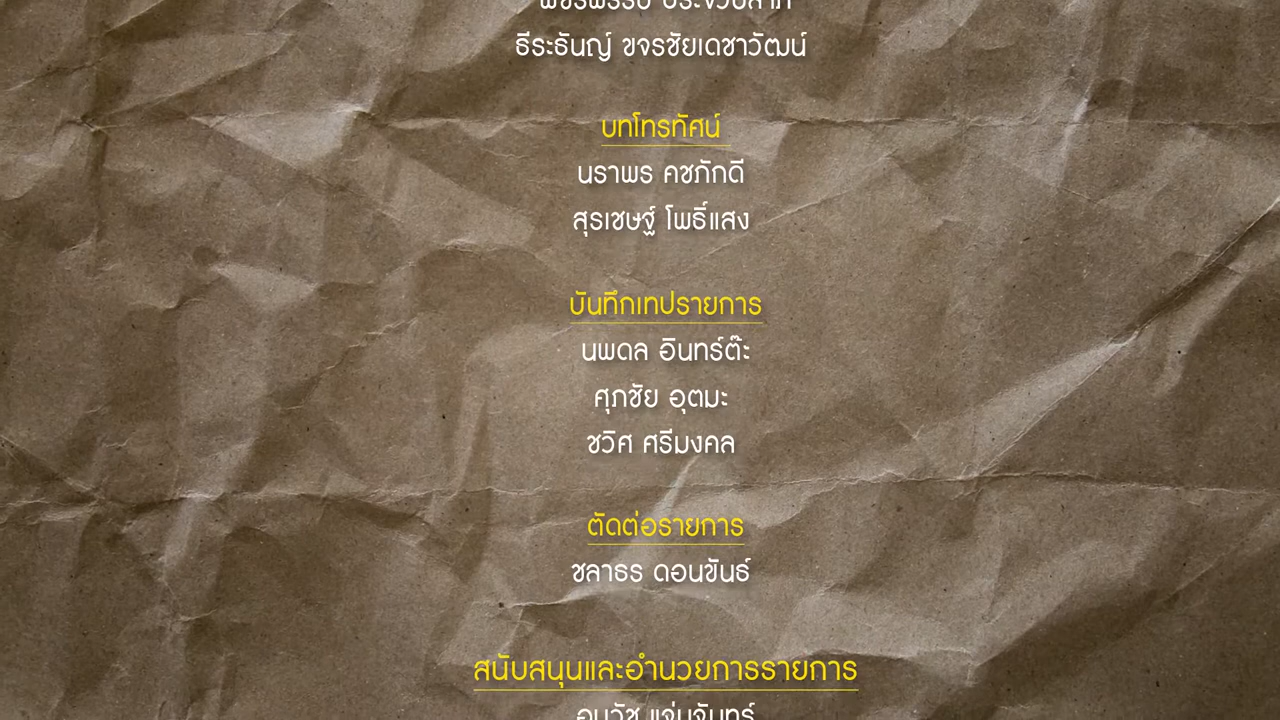 ธีระธันญ์ ขจรชัยเดชาวัฒน์
บทโทรทัศน์
นราพร คชภักดี
สุรเชษฐ์ โพธิ์แสง
บันทึกเทปรายการ
นพดล อินทร์ต๊ะ
ศุภชัย อุตมะ
ชวิศ ศรีมงคล
ตัดต่อรายการ
ชลาธร ดอนขันธ์
สนับสนุนและอำนวยการรายการ